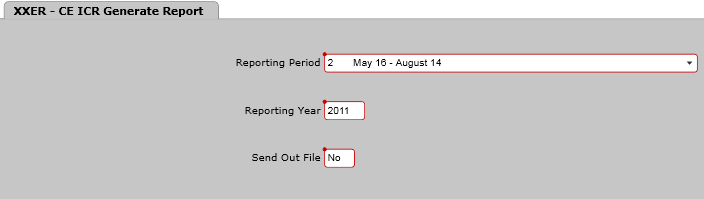 XXER - CE ICR Generate Report
Reporting Period 2 May 16 - August 14
Reporting Year 2011
Send Out File No